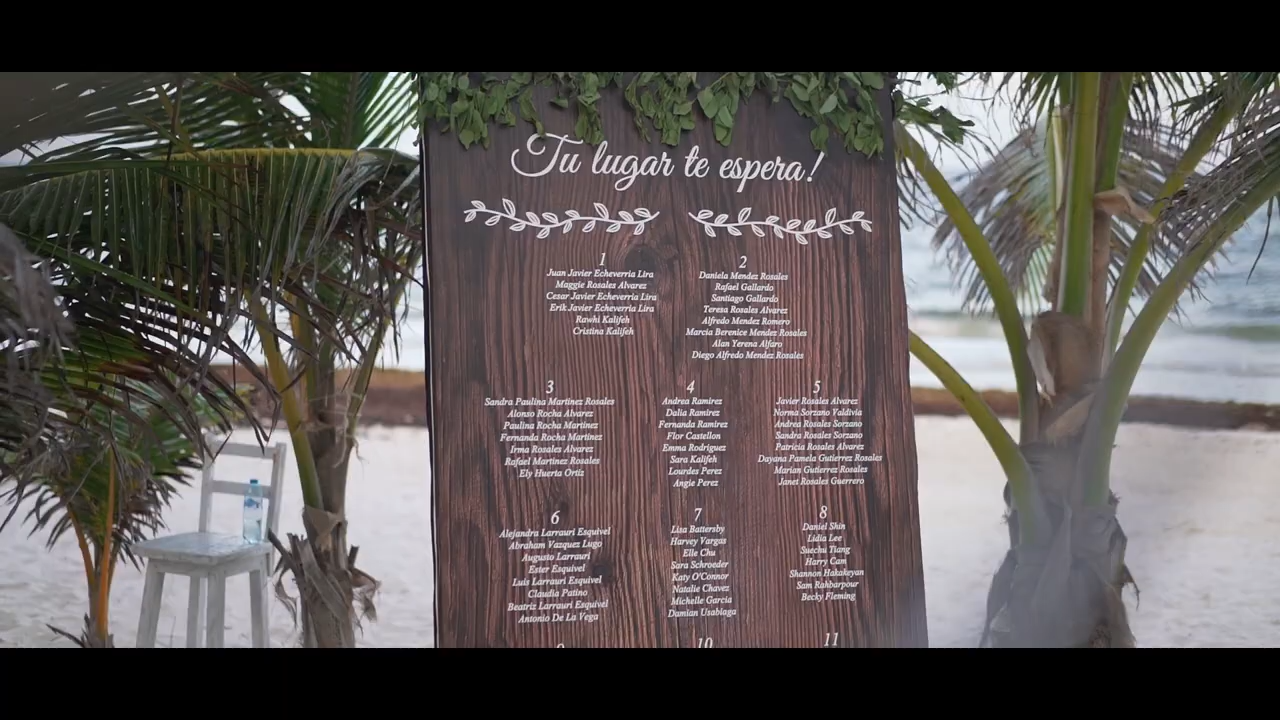 Tu lugar te espera!
1
Juan Javier Echeverria Lira
Maggie Rosales Alvarez
Cesar Javier Echeverria Lira
Erik Javier Echeverria Lira
Rawhi Kalifeh
Cristina Kalifeh
2
Daniela Mendez Rosales
Rafael Gallardo
Santiago Gallardo
Teresa Rosales Alvarez
Alfredo Mendez Romero
Marcia Berenice Mendez Rosales
Alan Yerena Alfaro
Diego Alfredo Mendez Rosales
3
Sandra Paulina Martinez Rosales
Alonso Rocha Alvarez
Paulina Rocha Martinez
Fernanda Rocha Martinez
Irma Rosales Alvarez
Rafael Martinez Rosales
Ely Huerta Ortiz
4
Andrea Ramirez
Dalia Ramirez
Fernanda Ramirez
Flor Castellon
Emma Rodriguez
Sara Kalifeh
Lourdes Perez
Angie Perez
5
Javier Rosales Alvarez
Norma Sorzano Valdivia
Andrea Rosales Sorzano
Sandra Rosales Sorzano
Patricia Rosales Alvarez
Dayana Pamela Gutierrez Rosales
Marian Gutierrez Rosales
Janet Rosales Guerrero
6
Alejandra Larrauri Esquivel
Abraham Vazquez Lugo
Augusto Larrauri
Ester Esquivel
Luis Larrauri Esquivel
Claudia Patino
Beatriz Larrauri Esquivel
Antonio De La Vega
7
Lisa Battersby
Harvey Vargas
Elle Chu
Sara Schroeder
Katy O'Connor
Natalie Chavez
Michelle Garcia
Damian Usabiaga
8
Daniel Shin
Lidia Lee
Suechu Tiang
Harry Cam
Shannon Hakakeyan
Sam Rahbarpour
Becky Fleming
10
11